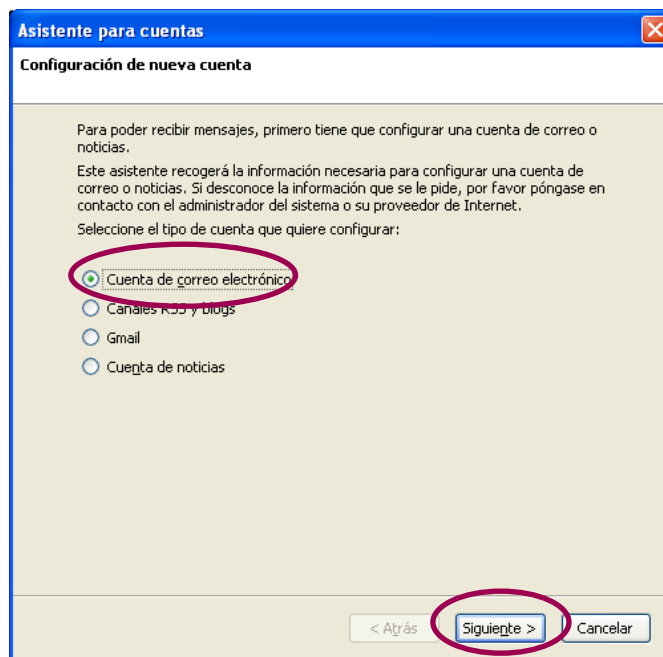 Asistente para cuentas
Configuración de nueva cuenta
Para poder recibir mensajes, primero tiene que configurar una cuenta de correo o
noticias.
Este asistente recogerá la información necesaria para configurar una cuenta de
correo o noticias. Si desconoce la información que se le pide, por favor póngase en
contacto con el administrador del sistema o su proveedor de Internet.
Seleccione el tipo de cuenta que quiere configurar:
Cuenta de correo electrónico
Canales RSS y blogs
Gmail
Cuenta de noticias
< Atrás Siguiente > Cancelar